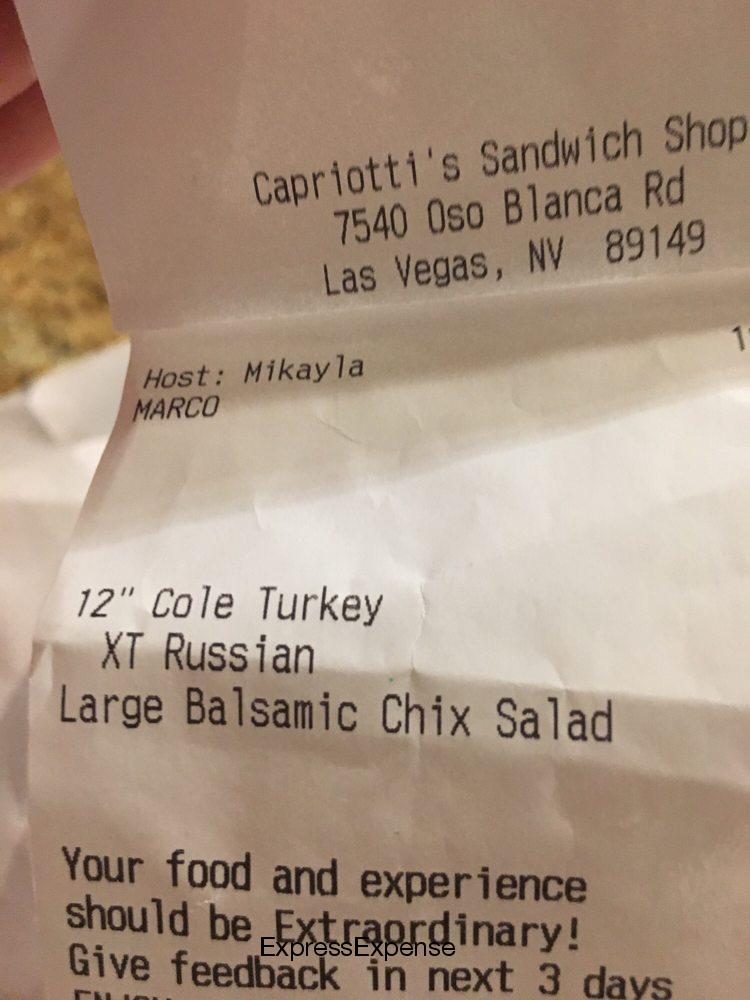 Capriotti's Sandwich Shop
7540 Oso Blanca Rd
Las Vegas, NV 89149
Host: Mikayla
MARCO
12" Cole Turkey
XT Russian
Large Balsamic Chix Salad
Your food and experience
should be Extraordinary!
ExpressExpense
Give feedback in next 3 days